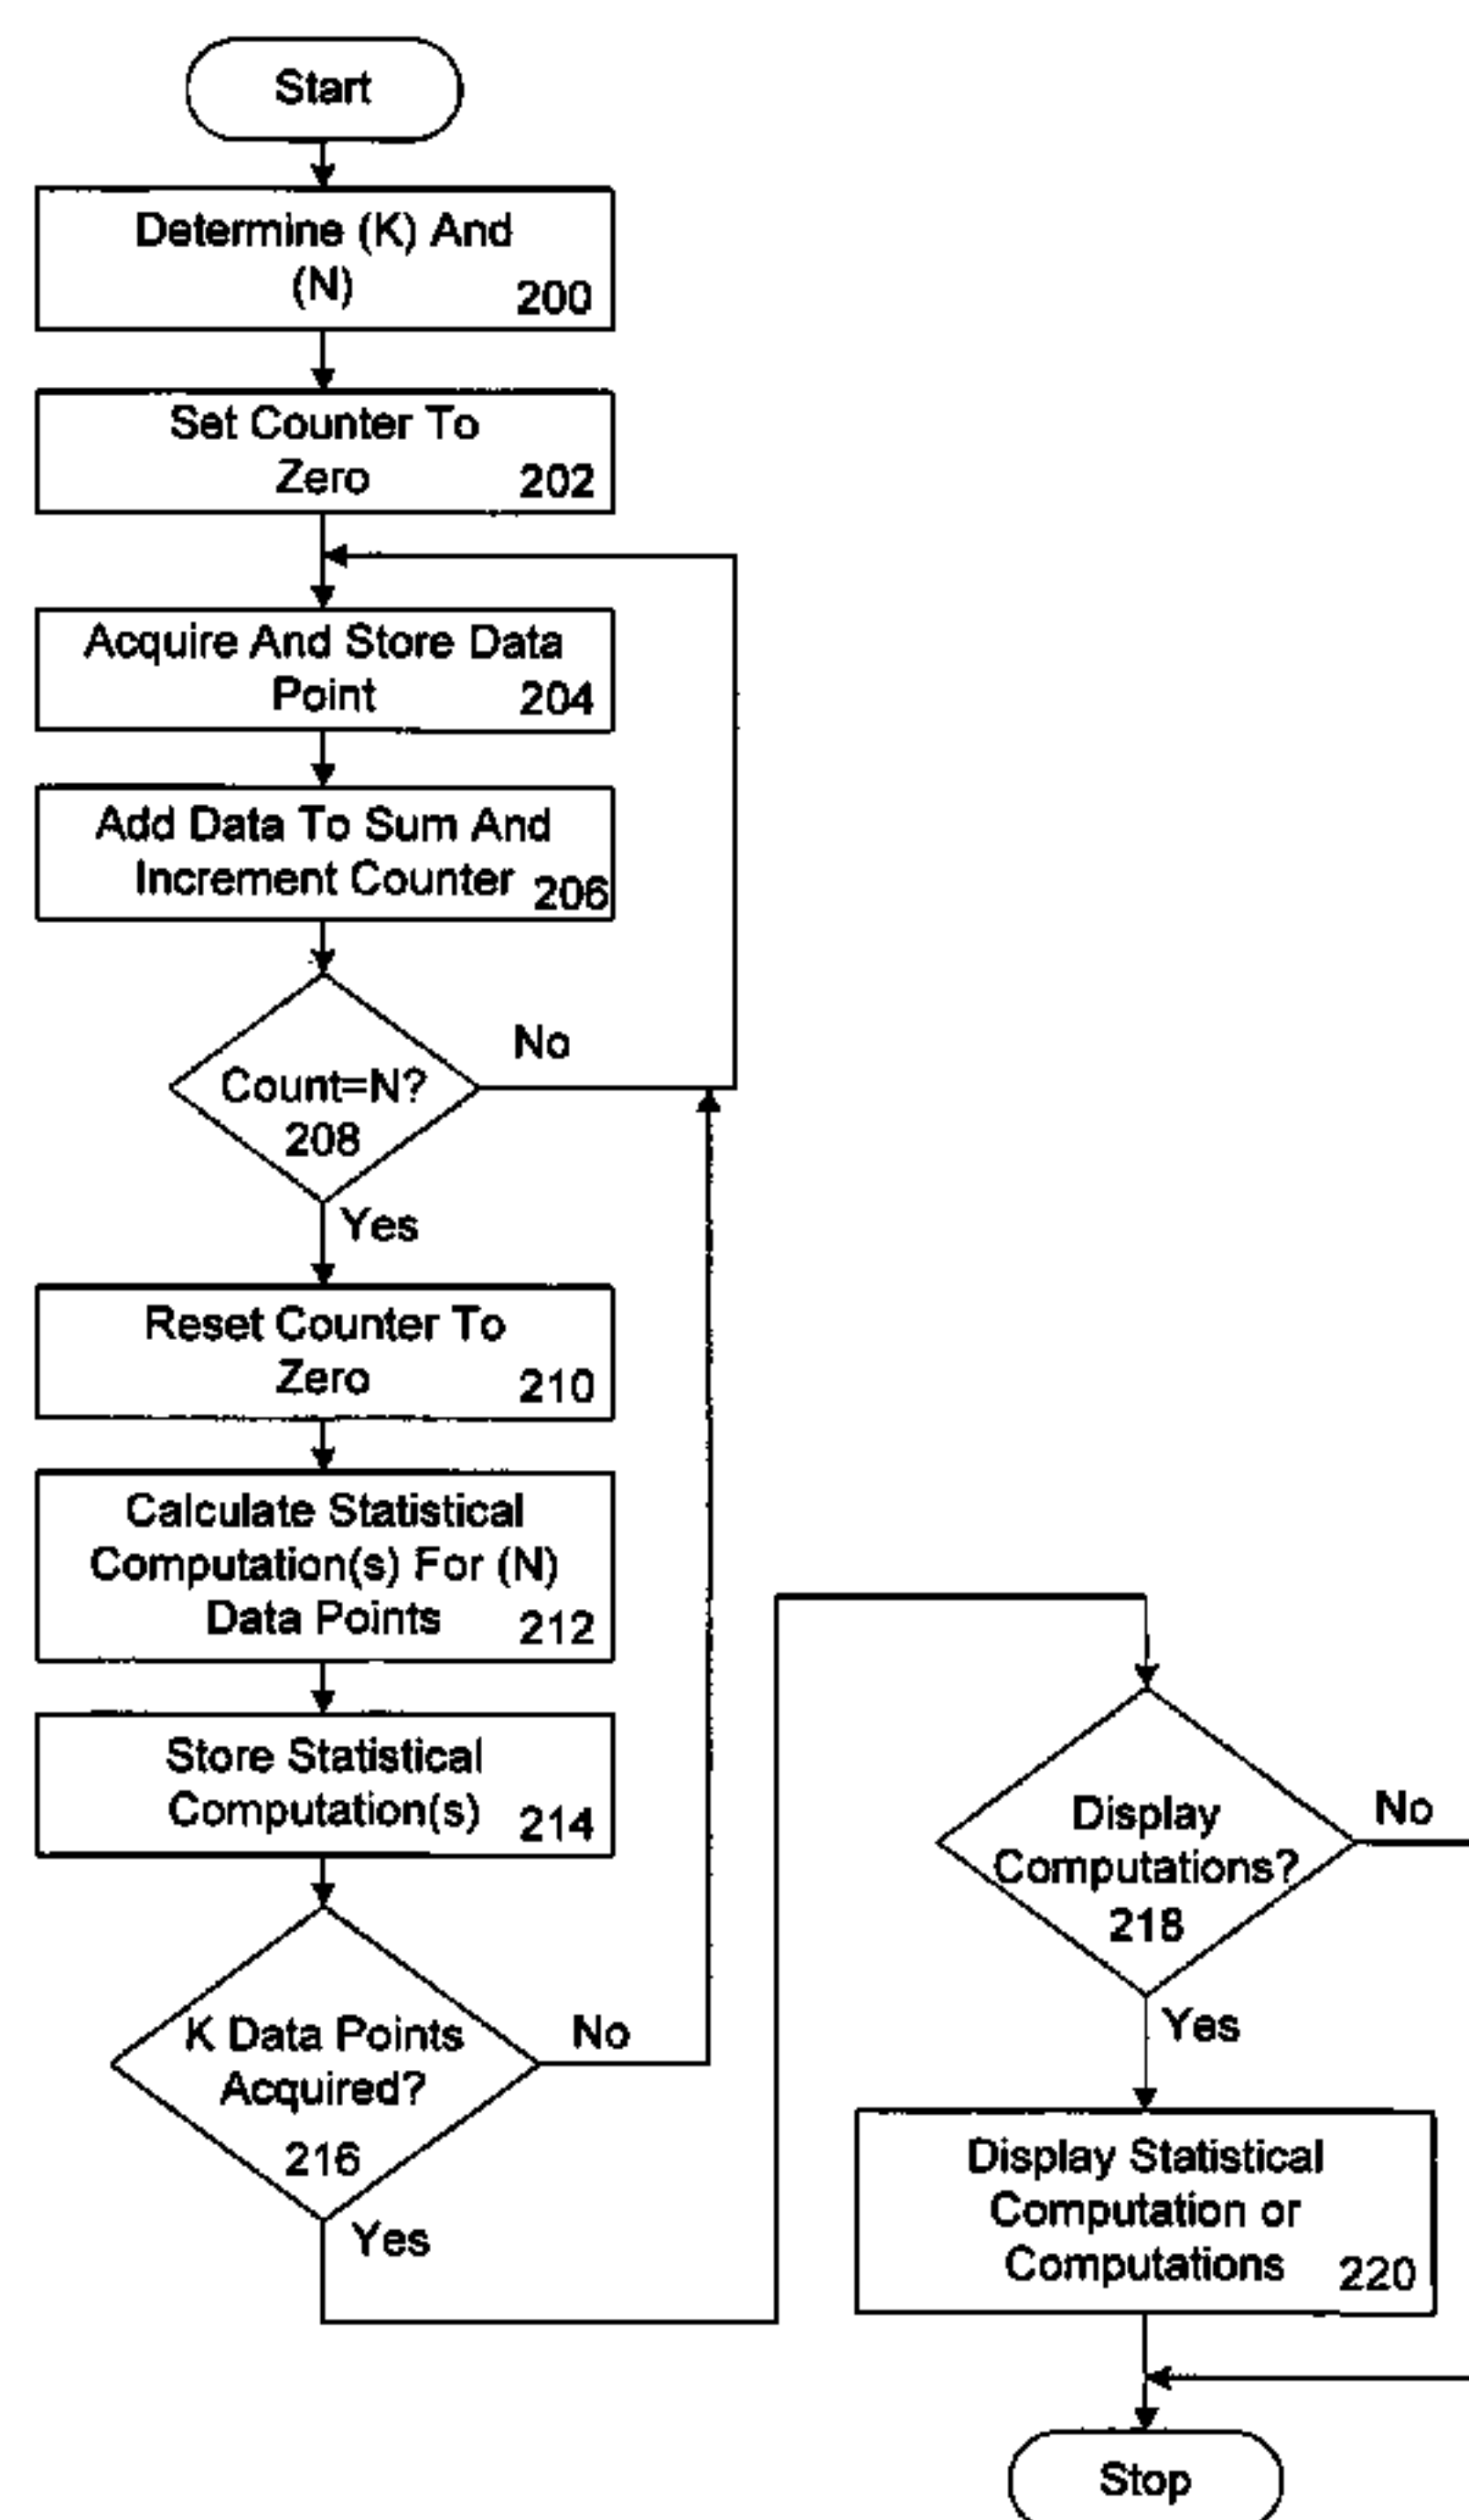 Start
Determine (K) And
(N)
200
Set Counter To
Zero
202
Acquire And Store Data
Point
204
Add Data To Sum And
Increment Counter
206
Count=N?
208
No
Yes
Reset Counter To
Zero
210
Calculate Statistical
Computation(s) For (N)
Data Points
212
Store Statistical
Computation(s)
214
K Data Points
Acquired?
216
No
Yes
Display
Computations?
218
No
Yes
Display Statistical
Computation or
Computations
220
Stop